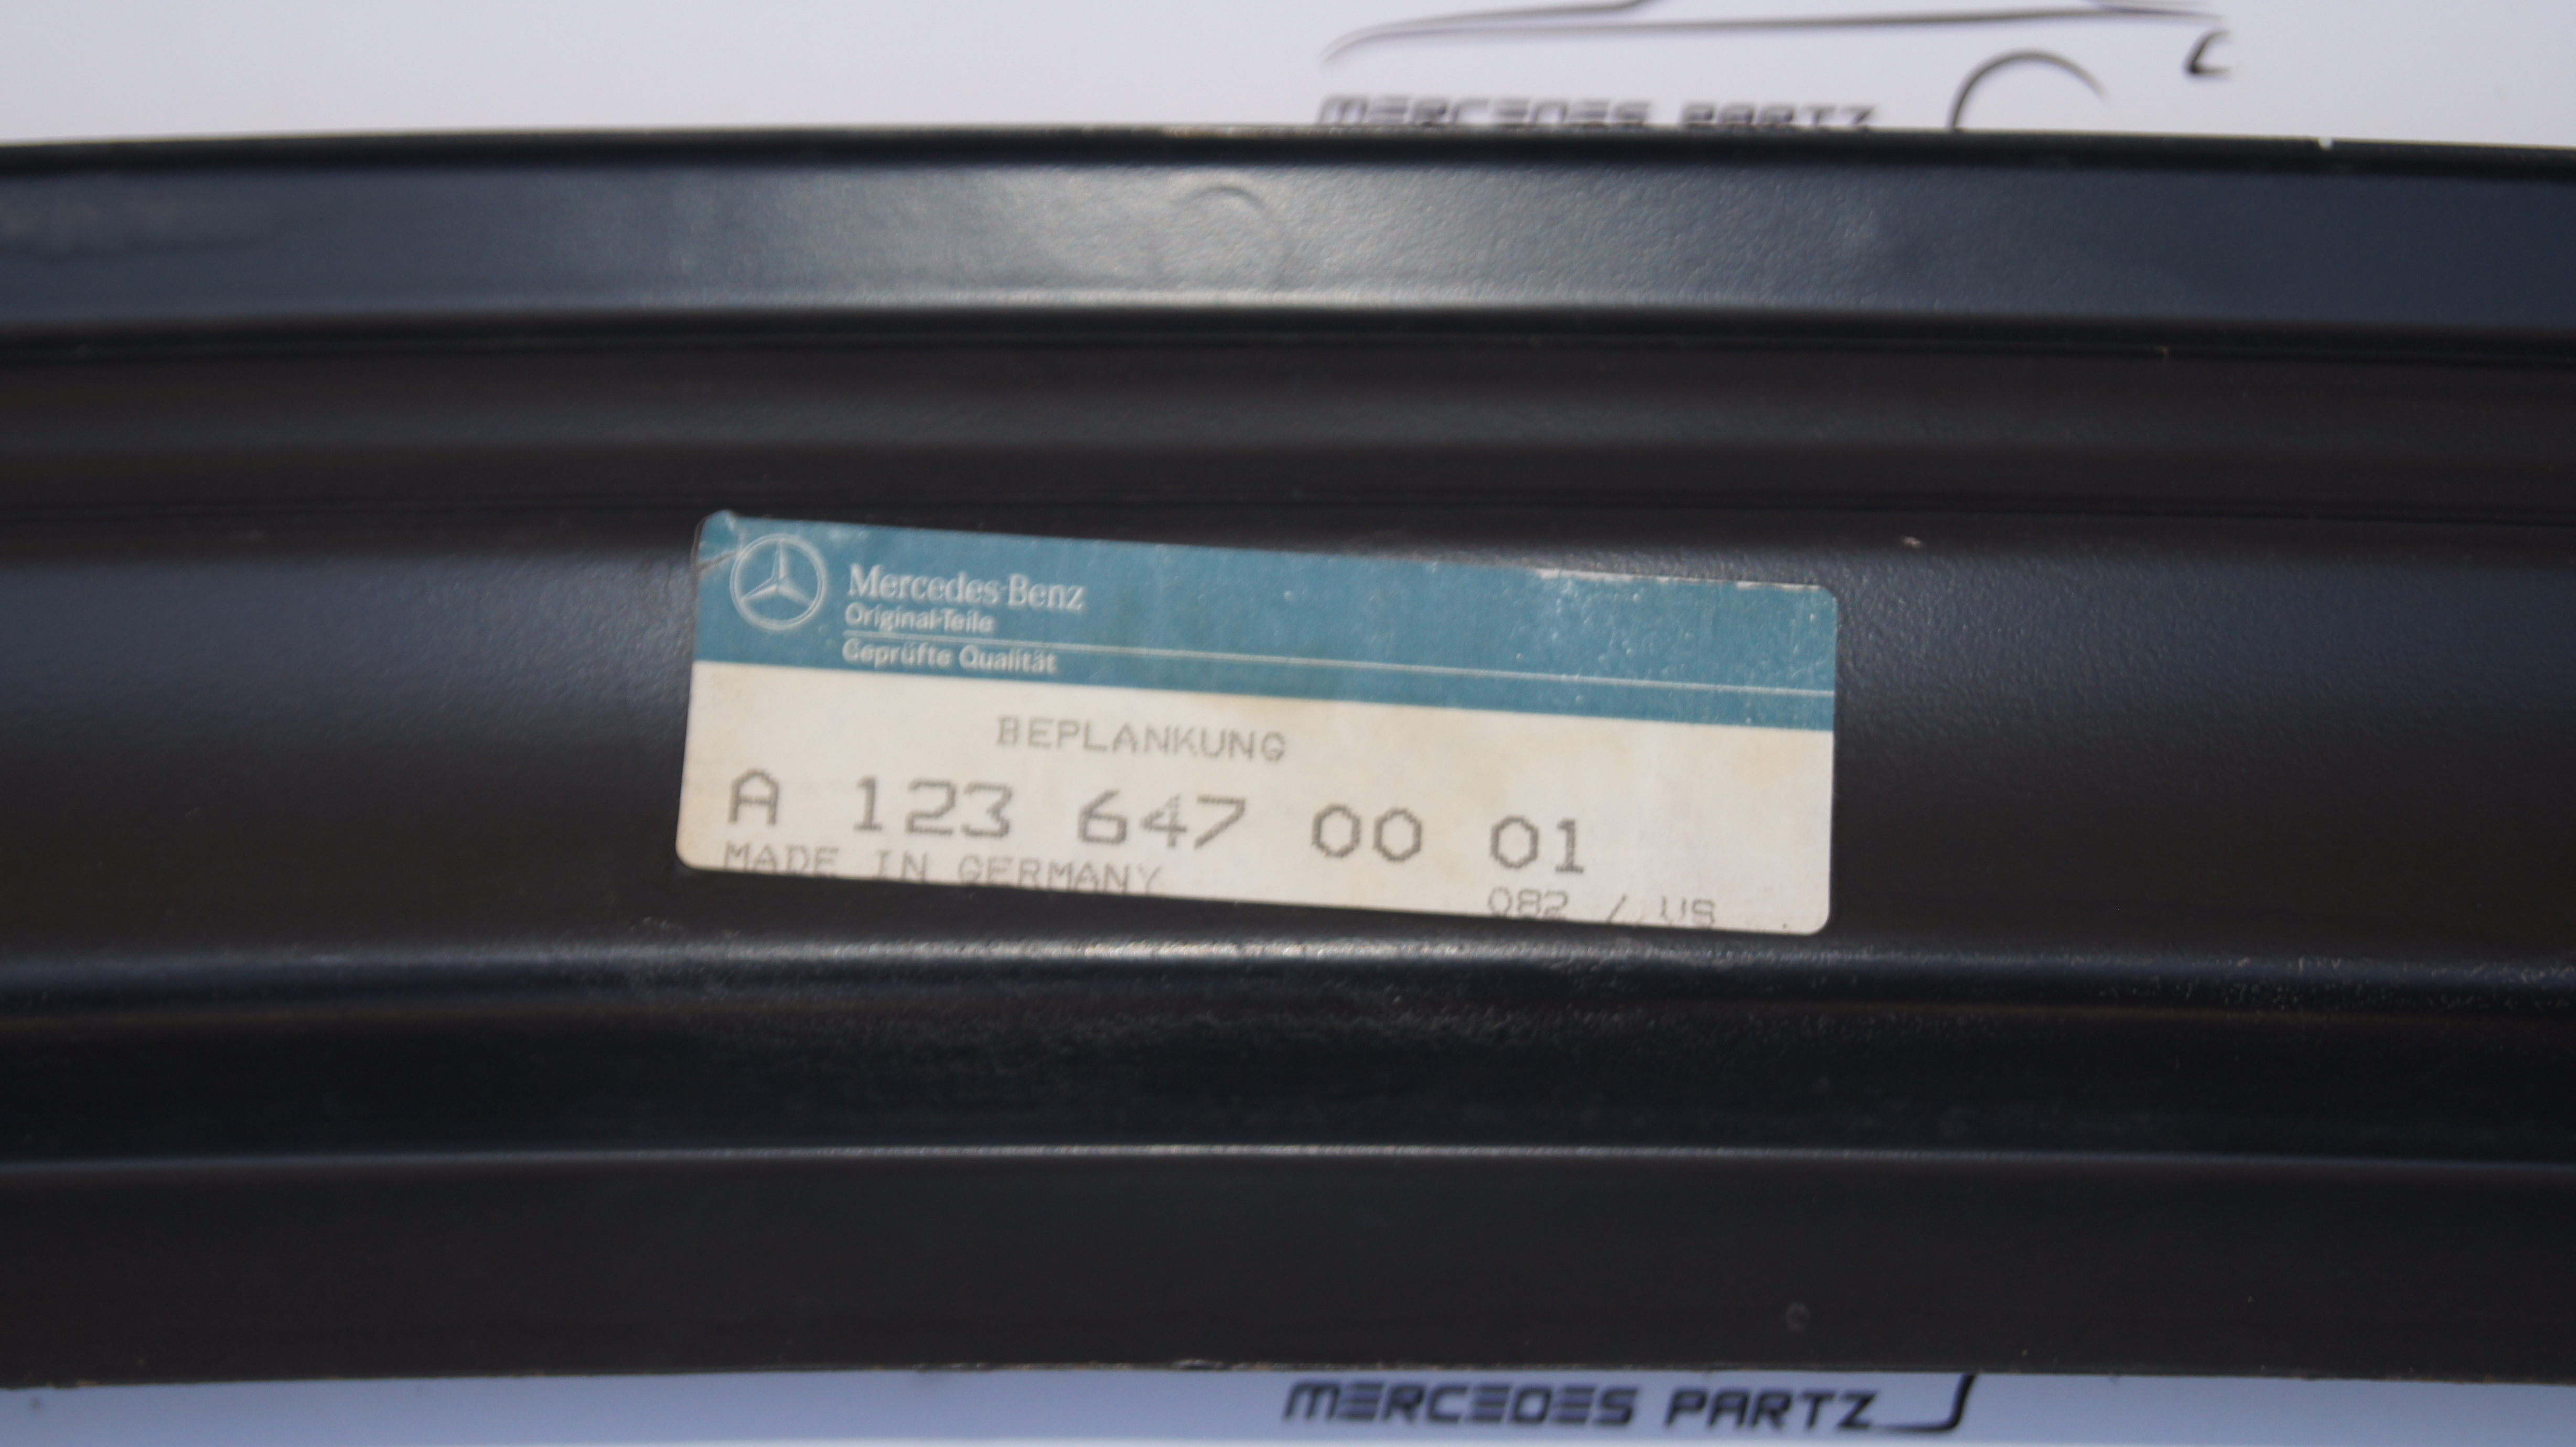 MERCEDES PARTZ
Mercedes-Benz
Original-Teile
Geprüfte Qualität
BEPLANKUNG
A 123 647 00 01
MADE IN GERMANY
082 / US
MERCEDES PARTZ